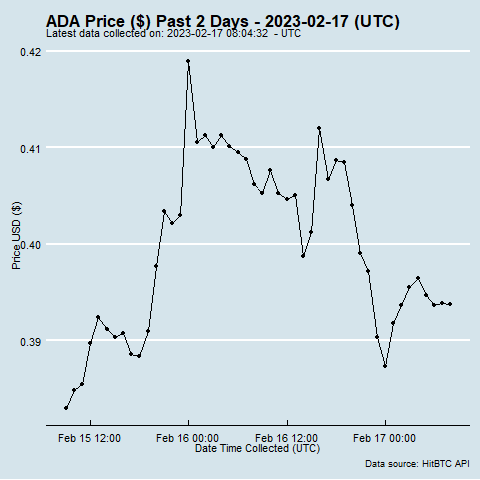 ADA Price ($) Past 2 Days - 2023-02-17 (UTC)
Latest data collected on: 2023-02-17 08:04:32  - UTC
0.42
0.41
0.40
0.39
Price USD ($)
Feb 15 12:00
Feb 16 00:00
Feb 16 12:00
Feb 17 00:00
Date Time Collected (UTC)
Data source: HitBTC API